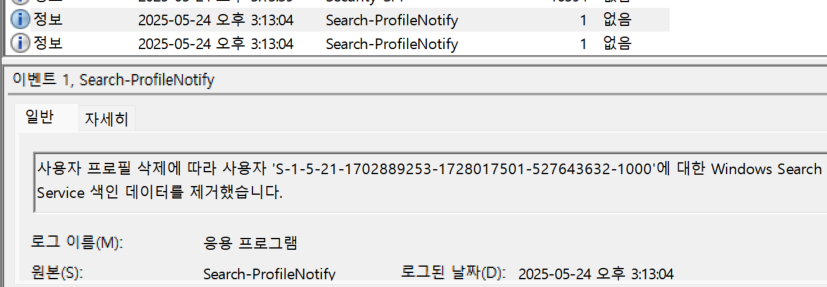 정보 2025-05-24 오후 3:13:04 Search-ProfileNotify 1 없음
정보 2025-05-24 오후 3:13:04 Search-ProfileNotify 1 없음
이벤트 1, Search-ProfileNotify
일반 자세히
사용자 프로필 삭제에 따라 사용자 'S-1-5-21-1702889253-1728017501-527643632-1000'에 대한 Windows Search
Service 색인 데이터를 제거했습니다.
로그 이름(M): 응용 프로그램
원본(S): Search-ProfileNotify 로그된 날짜(D): 2025-05-24 오후 3:13:04